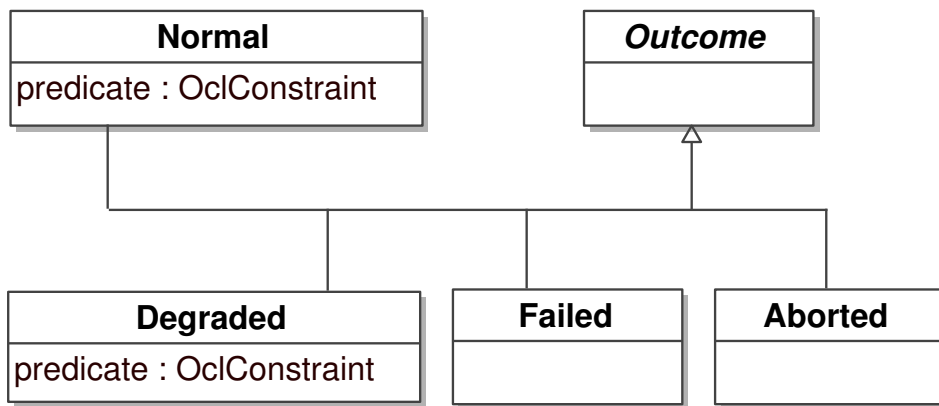 Normal
predicate : OclConstraint
Outcome
Degraded
predicate : OclConstraint
Failed
Aborted